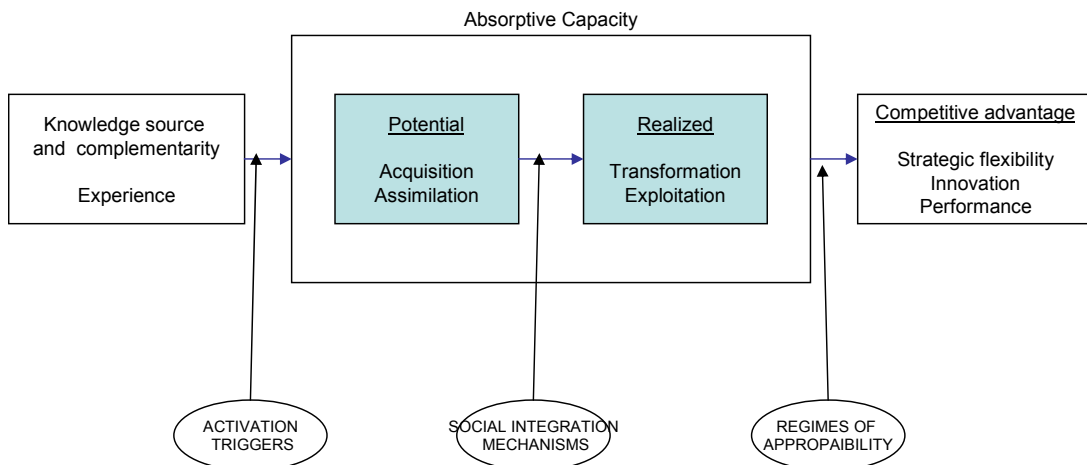 Absorptive Capacity
Knowledge source
and complementarity
Experience
Potential
Acquisition
Assimilation
Realized
Transformation
Exploitation
Competitive advantage
Strategic flexibility
Innovation
Performance
ACTIVATION
TRIGGERS
SOCIAL INTEGRATION
MECHANISMS
REGIMES OF
APPROPAIBILITY